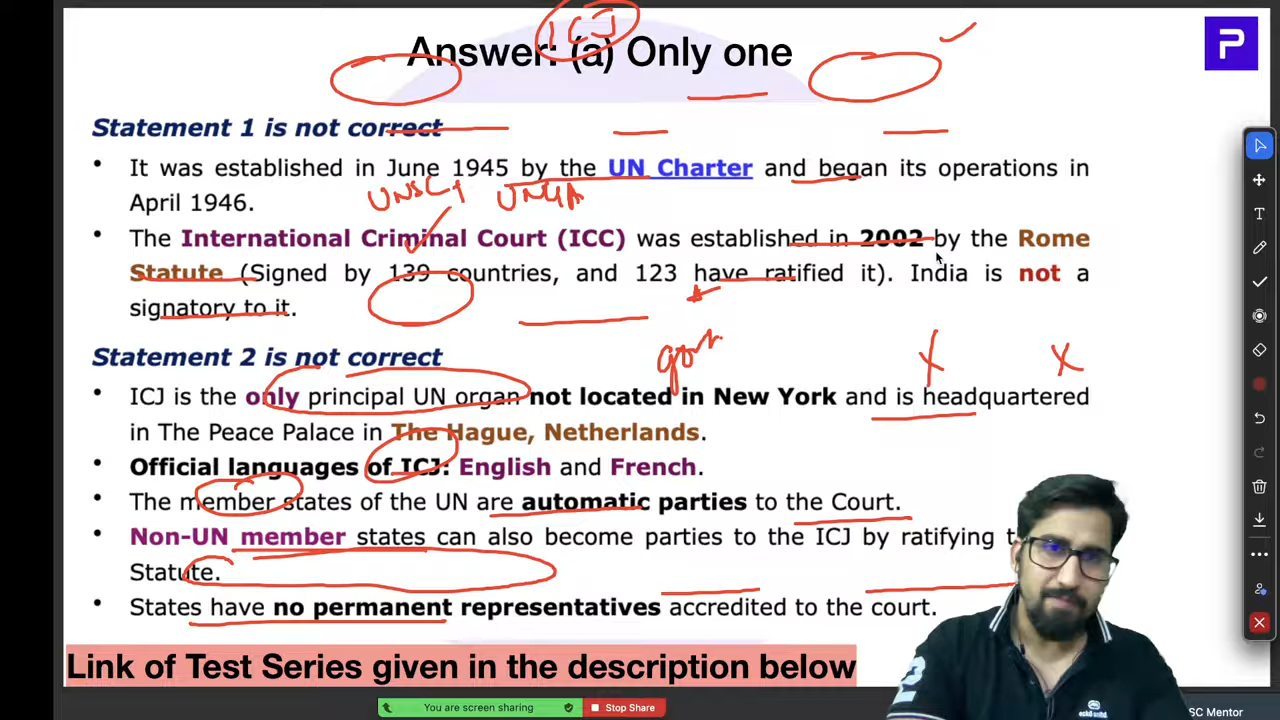 ICJ
Answer: (a) Only one
P
Statement 1 is not correct
• It was established in June 1945 by the UN Charter and began its operations in
April 1946.
UNSC + UNGA
• The International Criminal Court (ICC) was established in 2002 by the Rome
Statute (Signed by 139 countries, and 123 have ratified it). India is not a
signatory to it.
govt
Statement 2 is not correct
• ICJ is the only principal UN organ not located in New York and is headquartered
in The Peace Palace in The Hague, Netherlands.
• Official languages of ICJ: English and French.
• The member states of the UN are automatic parties to the Court.
• Non-UN member states can also become parties to the ICJ by ratifying
Statute.
• States have no permanent representatives accredited to the court.
Link of Test Series given in the description below
You are screen sharing
Stop Share
SC Mentor